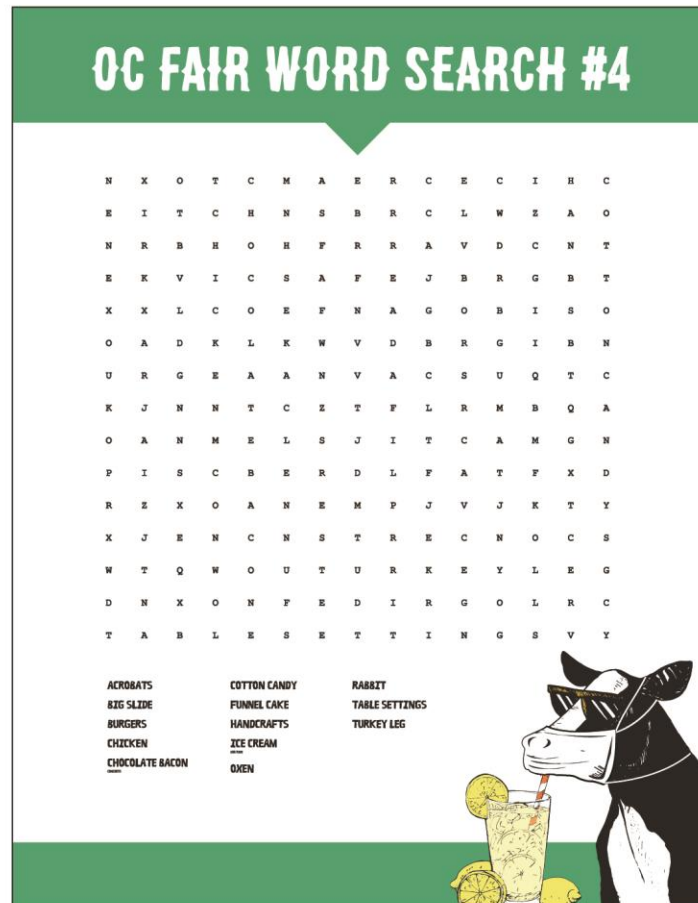 OC FAIR WORD SEARCH #4
N X O T C M A E R C E C I H C
E I T C H N S B R C L W Z A O
N R B H O H F R R A V D C N T
E K V I C S A F E J B R G B T
X X L C O E F N A G O B I S O
O A D K L K W V D B R G I B N
U R G E A A N V A C S U Q T C
K J N N T C Z T F L R M B Q A
O A N M E L S J I T C A M G N
P I S C B E R D L F A T F X D
R Z X O A N E M P J V J K T Y
X J E N C N S T R E C N O C S
W T Q W O U T U R K E Y L E G
D N X O N F E D I R G O L R C
T A B L E S E T T I N G S V Y
ACROBATS
BIG SLIDE
BURGERS
CHICKEN
CHOCOLATE BACON
CONCERTS
COTTON CANDY
FUNNEL CAKE
HANDCRAFTS
ICE CREAM
OXEN
RABBIT
TABLE SETTINGS
TURKEY LEG